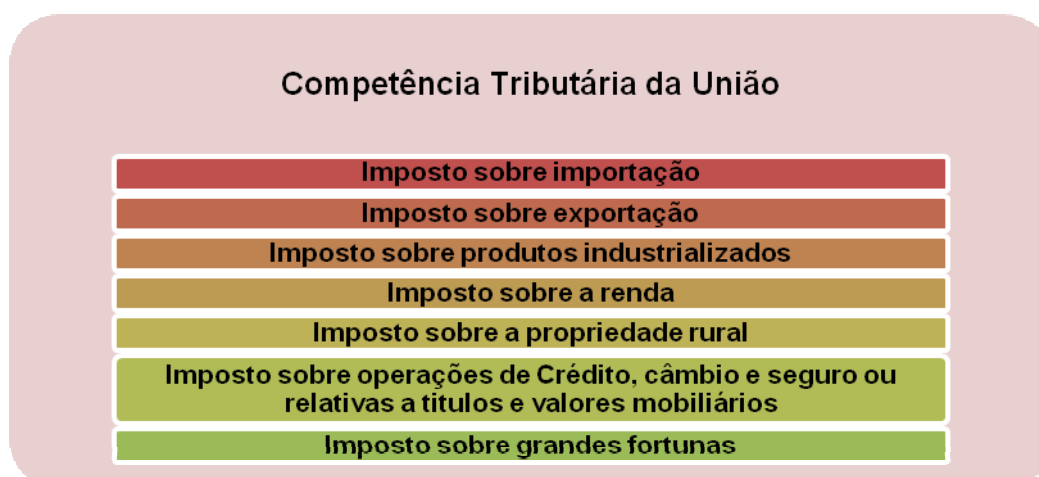 Competência Tributária da União
Imposto sobre importação
Imposto sobre exportação
Imposto sobre produtos industrializados
Imposto sobre a renda
Imposto sobre a propriedade rural
Imposto sobre operações de Crédito, câmbio e seguro ou
relativas a titulos e valores mobiliários
Imposto sobre grandes fortunas